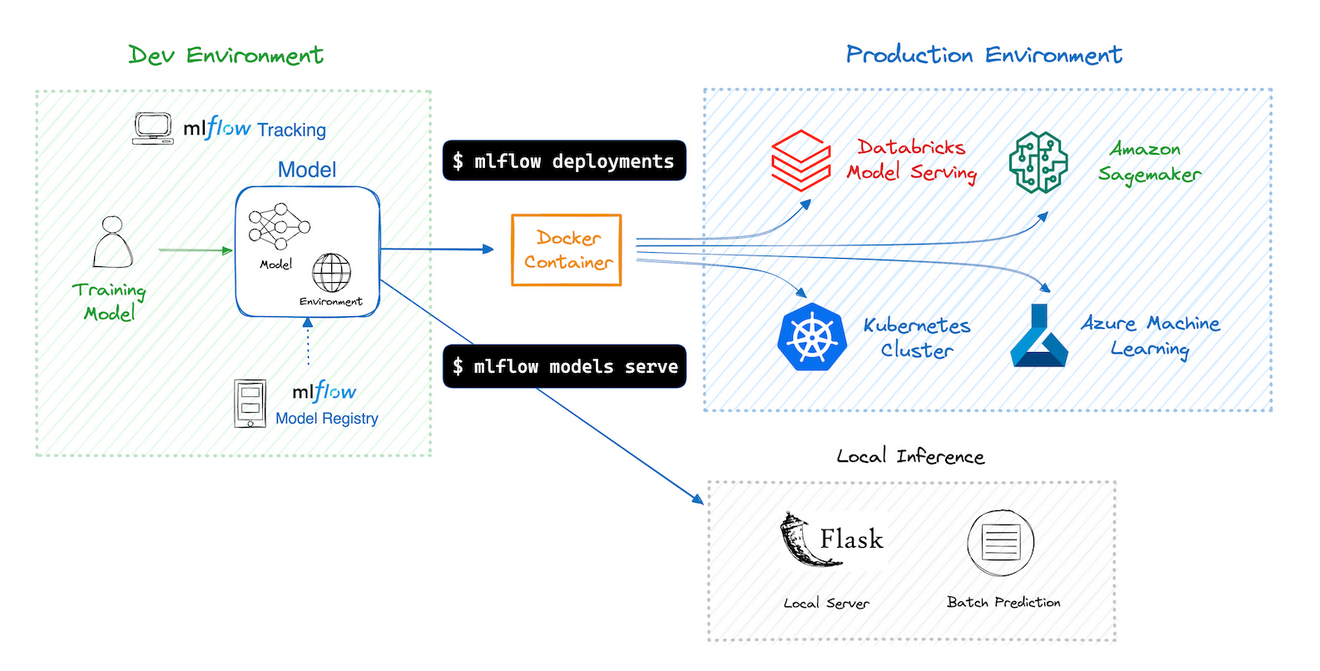 Dev Environment
Production Environment
mlflow Tracking
Model
Model
Environment
Training
Model
mlflow
Model Registry
$ mlflow deployments
Docker
Container
$ mlflow models serve
Databricks
Model Serving
Amazon
Sagemaker
Kubernetes
Cluster
Azure Machine
Learning
Local Inference
Flask
Local Server
Batch Prediction